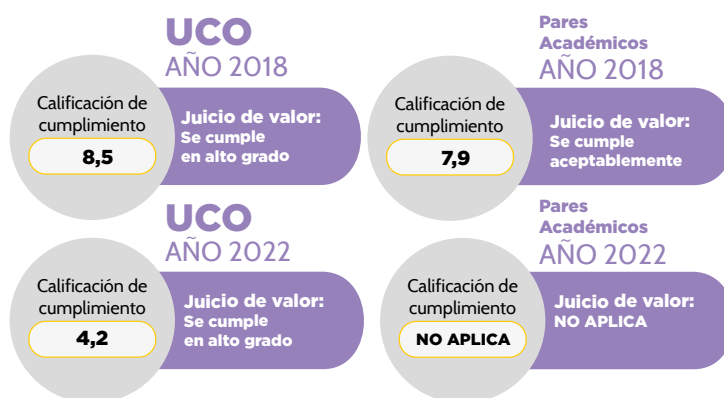 UCO
AÑO 2018
Calificación de
cumplimiento
8,5
Juicio de valor:
Se cumple
en alto grado
Pares
Académicos
AÑO 2018
Calificación de
cumplimiento
7,9
Juicio de valor:
Se cumple
aceptablemente
UCO
AÑO 2022
Calificación de
cumplimiento
4,2
Juicio de valor:
Se cumple
en alto grado
Pares
Académicos
AÑO 2022
Calificación de
cumplimiento
NO APLICA
Juicio de valor:
NO APLICA